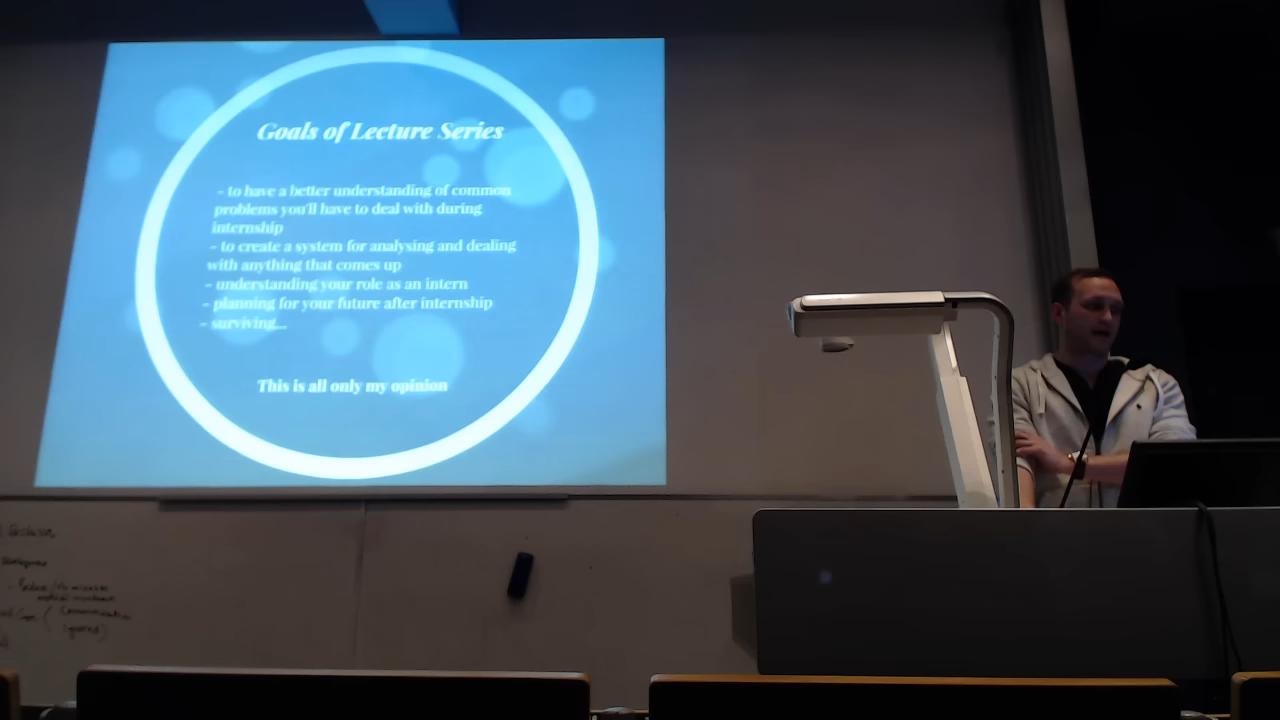 Goals of Lecture Series
- to have a better understanding of common
problems you'll have to deal with during
internship
- to create a system for analysing and dealing
with anything that comes up
- understanding your role as an intern
- planning for your future after internship
- surviving...
This is all only my opinion